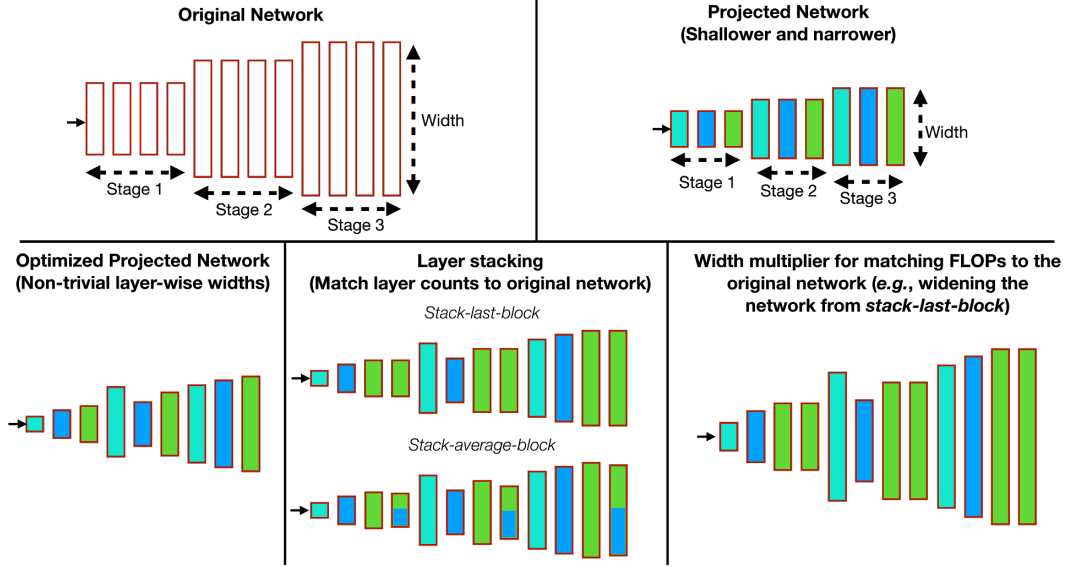 Original Network
Width
Stage 1
Stage 2
Stage 3
Projected Network
(Shallower and narrower)
Width
Stage 1
Stage 2
Stage 3
Optimized Projected Network
(Non-trivial layer-wise widths)
Layer stacking
(Match layer counts to original network)
Stack-last-block
Stack-average-block
Width multiplier for matching FLOPs to the
original network (e.g., widening the
network from stack-last-block)